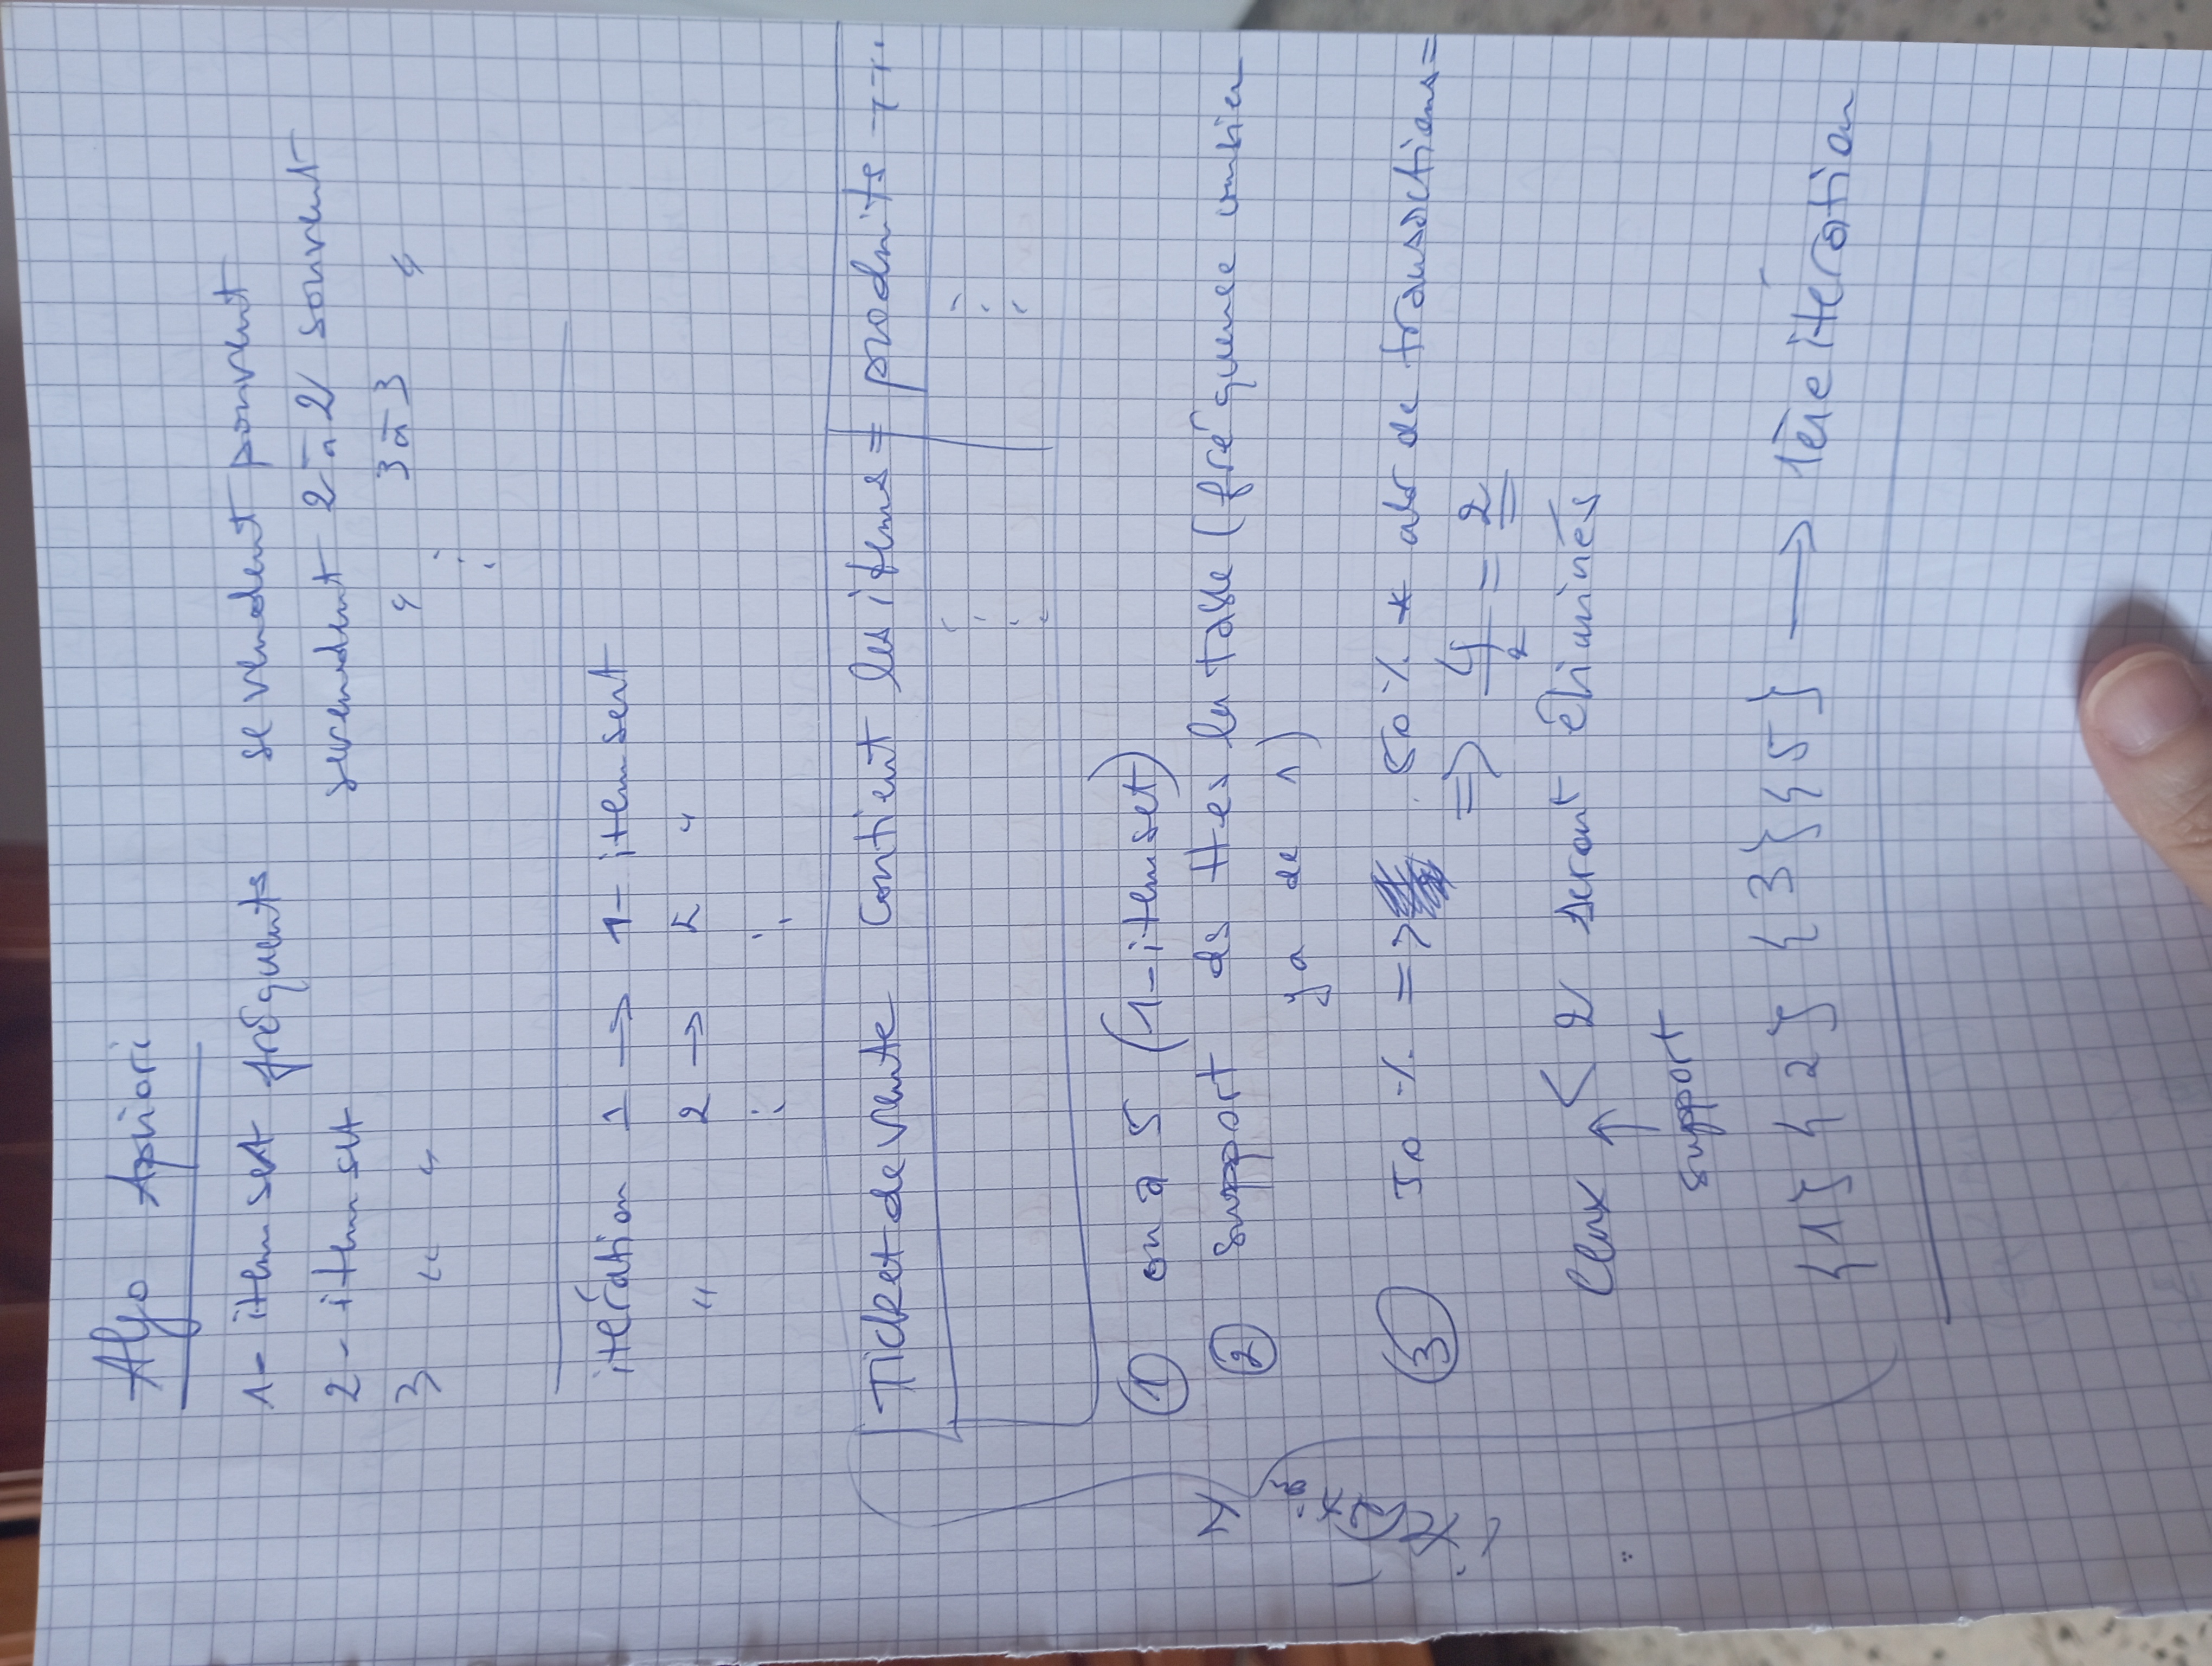 Algo Apriori
1- item set fréquents se vendent souvent
2- item set se vendent 2 à 2 souvent
3 " " " 3 à 3 "
itération 1 → 1- item sert
" 2 → 2 "
Ticket de vente Contient les items = produits ---
① on a 5 (1-item set)
② support ds ttes la table (fréquence combien
ya de 1)
③ 50 % => 50 % * nbr de transactions =
=> 4/2 = 2
Ceux < 2 seront éliminés
support
{1} { 2} { 3} { 5} → 1ère itération
itération 1